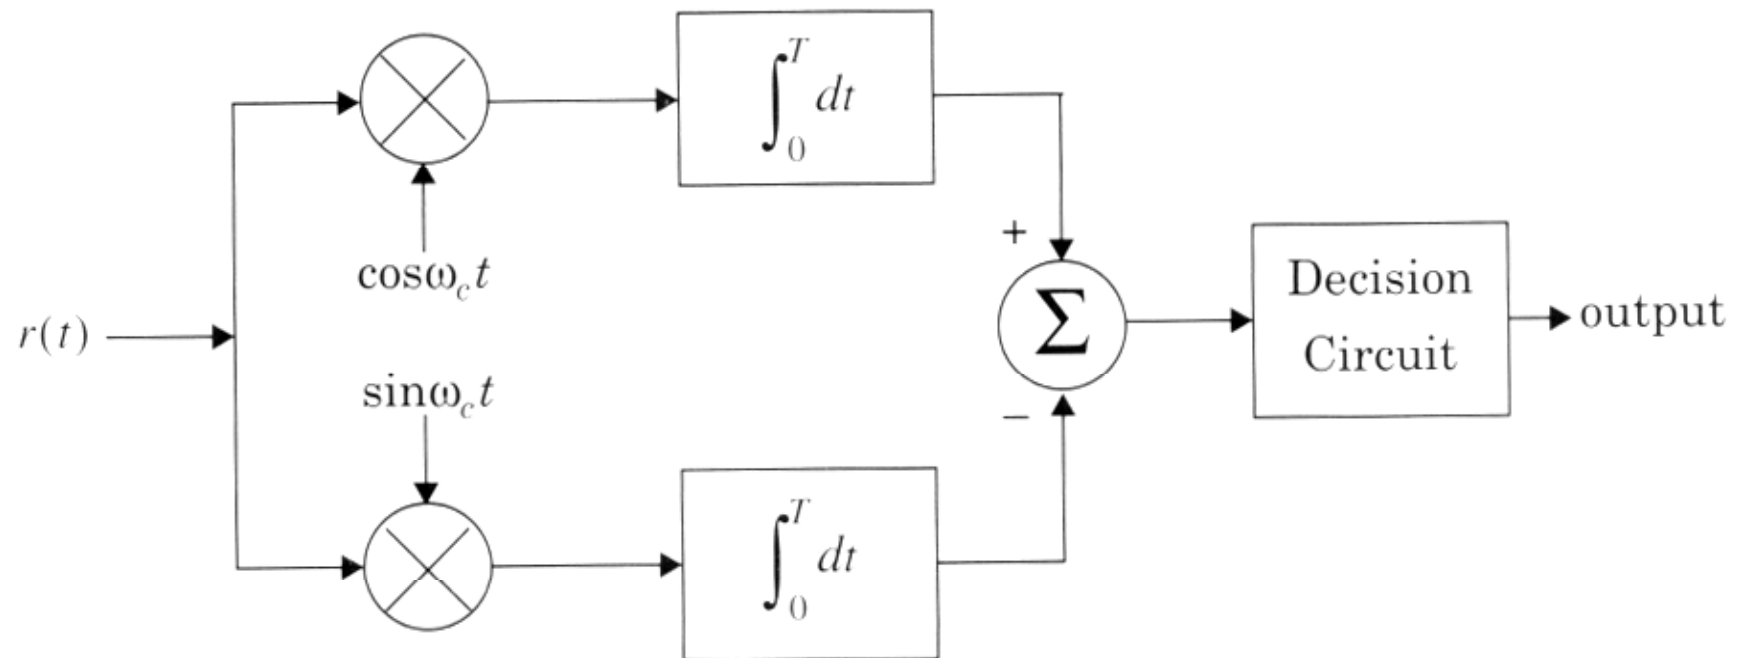 ∫₀ᵀ dt
cosω_c t
+
r(t)
Σ
Decision
Circuit
output
sinω_c t
−
∫₀ᵀ dt